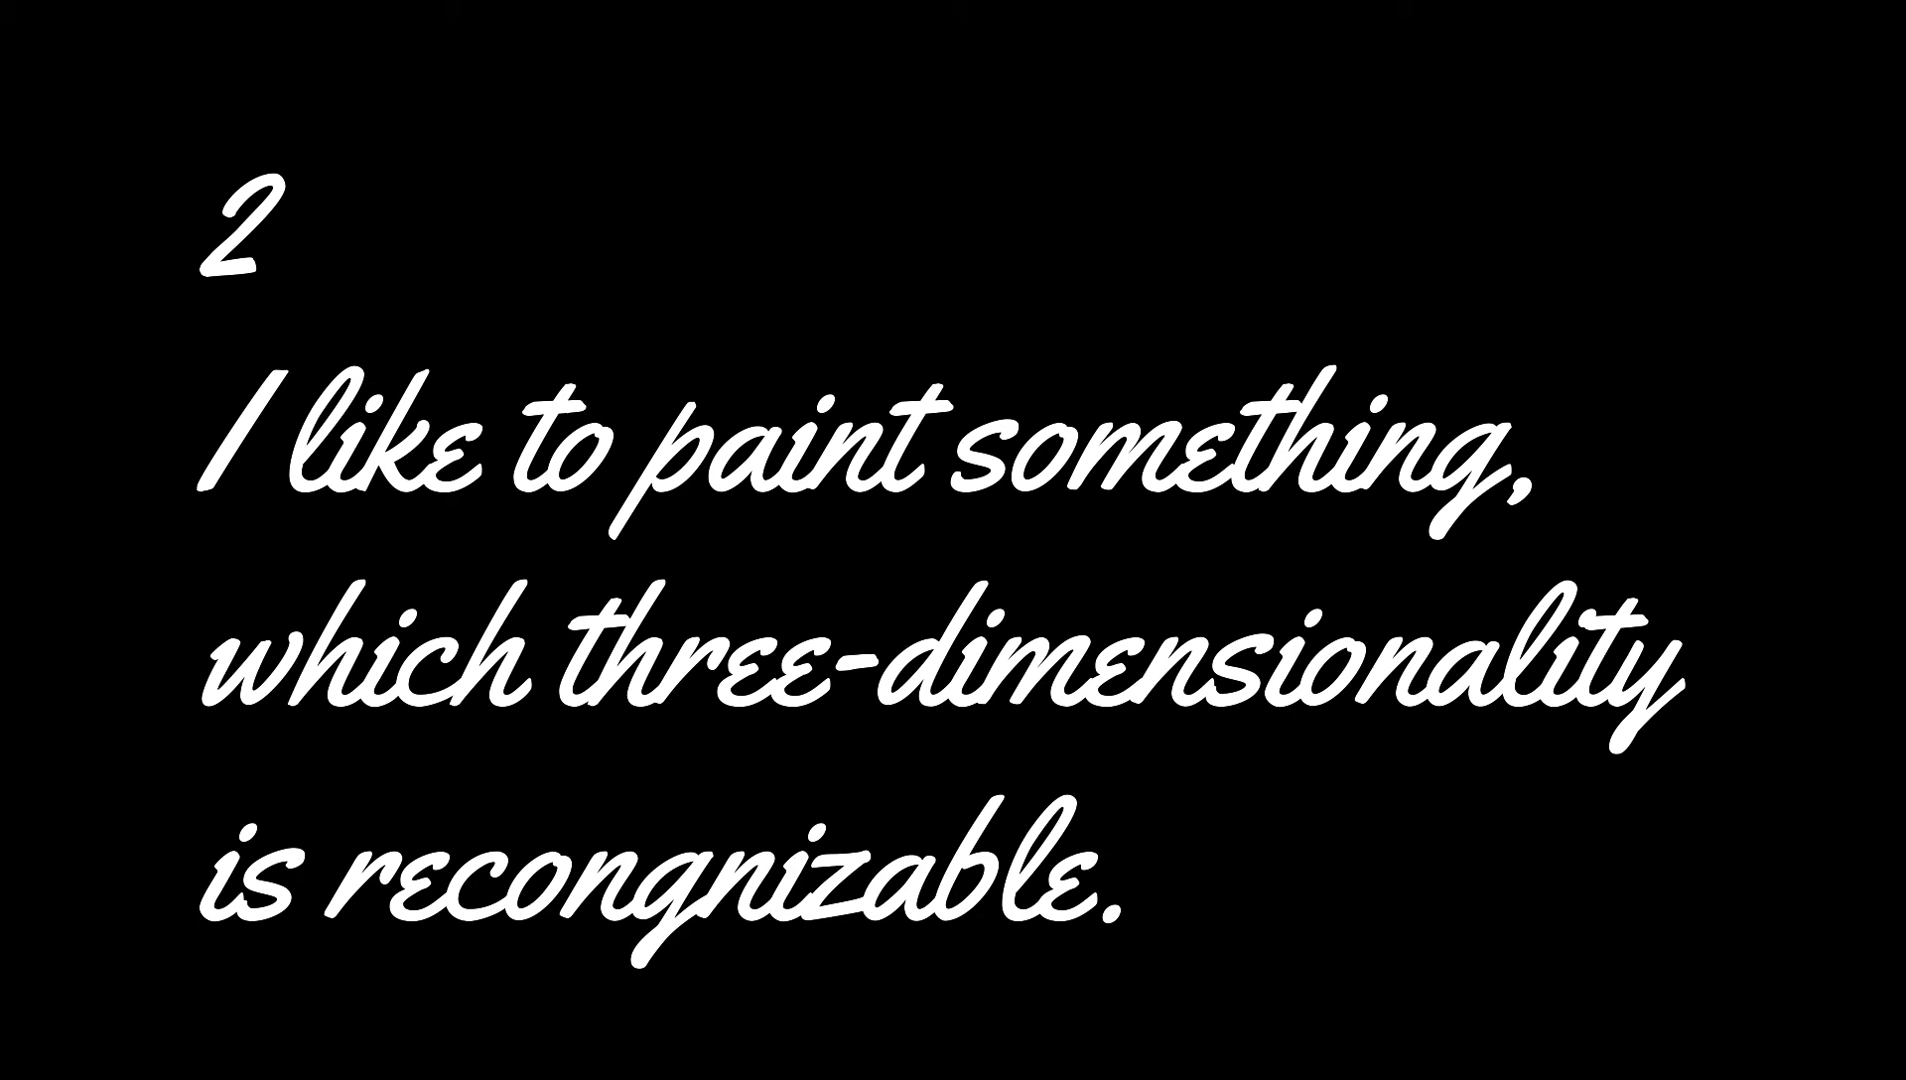 2
I like to paint something,
which three-dimensionality
is recongnizable.